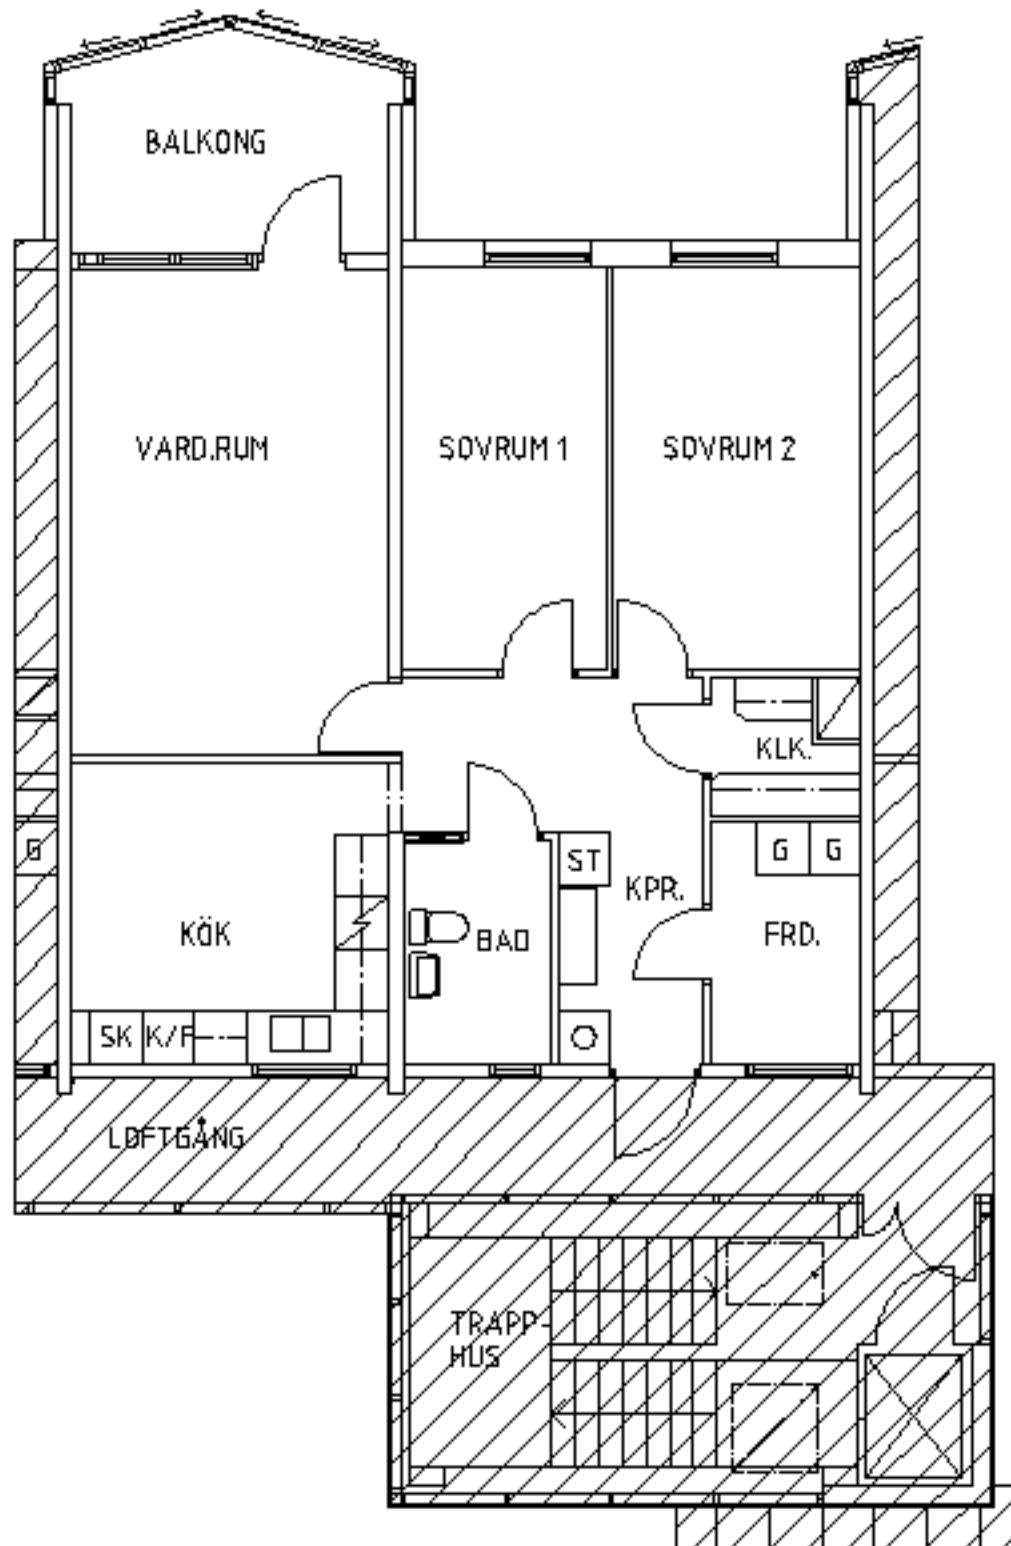 BALKONG
VARD.RUM
SOVRUM 1
SOVRUM 2
KLK.
G
ST
G
G
KPR.
KÖK
BAD
FRD.
SK
K/F
LOFTGÅNG
TRAPP-
HUS